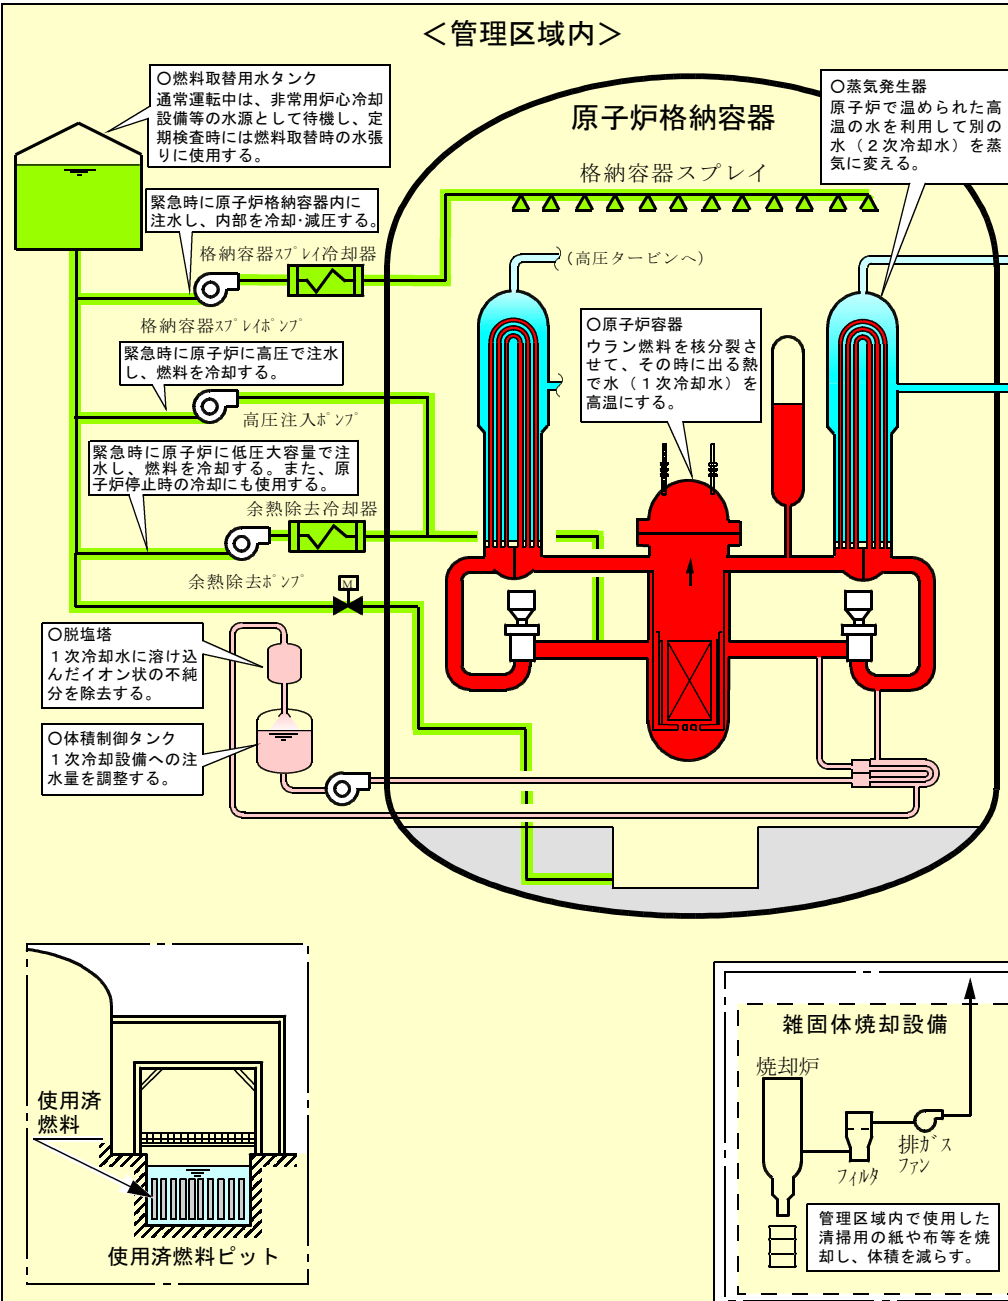 ＜管理区域内＞
○燃料取替用水タンク
通常運転中は、非常用炉心冷却
設備等の水源として待機し、定
期検査時には燃料取替時の水張
りに使用する。
原子炉格納容器
○蒸気発生器
原子炉で温められた高
温の水を利用して別の
水（２次冷却水）を蒸
気に変える。
格納容器スプレイ
緊急時に原子炉格納容器内に
注水し、内部を冷却･減圧する。
格納容器ｽﾌﾟﾚｲ冷却器
（高圧タービンへ）
格納容器ｽﾌﾟﾚｲﾎﾟﾝﾌﾟ
○原子炉容器
ウラン燃料を核分裂さ
せて、その時に出る熱
で水（１次冷却水）を
高温にする。
緊急時に原子炉に高圧で注水
し、燃料を冷却する。
高圧注入ﾎﾟﾝﾌﾟ
緊急時に原子炉に低圧大容量で注
水し、燃料を冷却する。また、原
子炉停止時の冷却にも使用する。
余熱除去冷却器
余熱除去ﾎﾟﾝﾌﾟ
M
○脱塩塔
１次冷却水に溶け込
んだイオン状の不純
分を除去する。
○体積制御タンク
１次冷却設備への注
水量を調整する。
使用済
燃料
使用済燃料ピット
雑固体焼却設備
焼却炉
排ｶﾞｽ
ﾌｧﾝ
ﾌｨﾙﾀ
管理区域内で使用した
清掃用の紙や布等を焼
却し、体積を減らす。